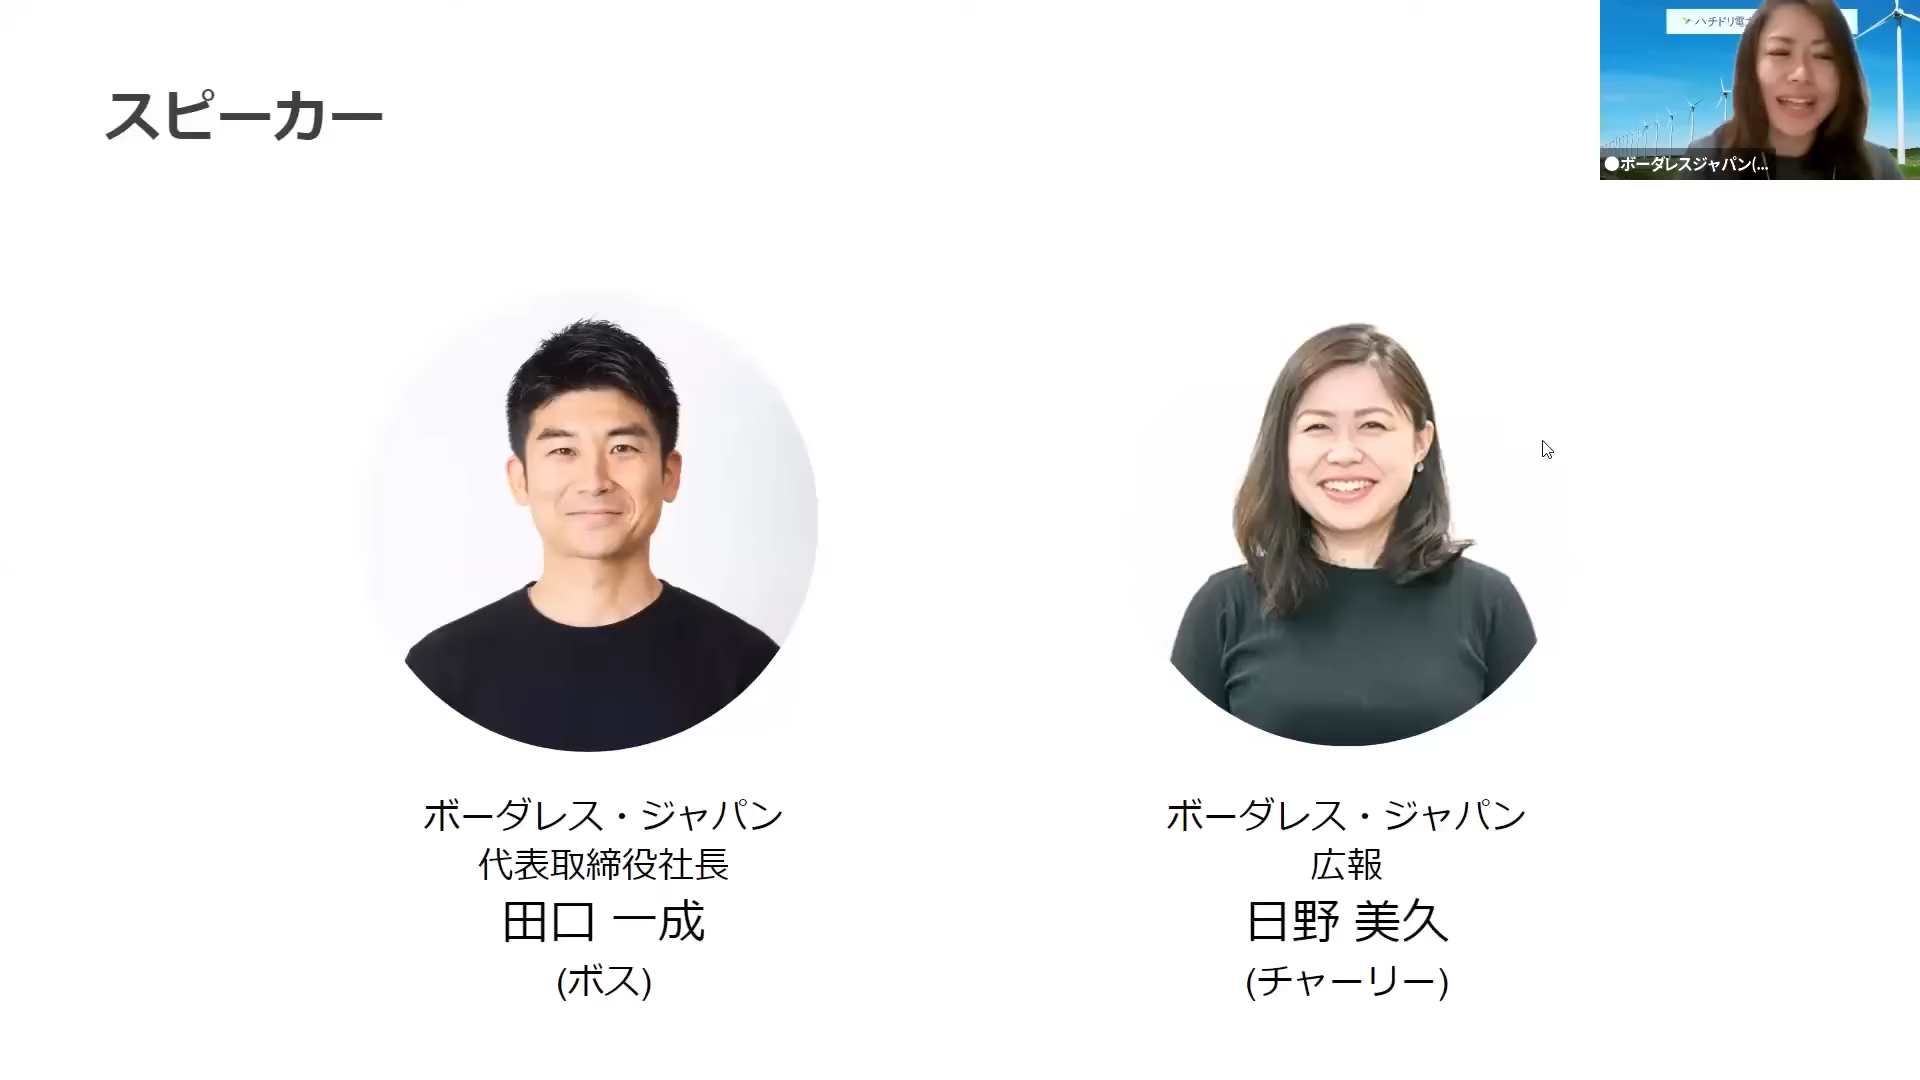 スピーカー
ハチドリ電
●ボーダレスジャパン(...
ボーダレス・ジャパン
代表取締役社長
田口 一成
(ボス)
ボーダレス・ジャパン
広報
日野 美久
(チャーリー)